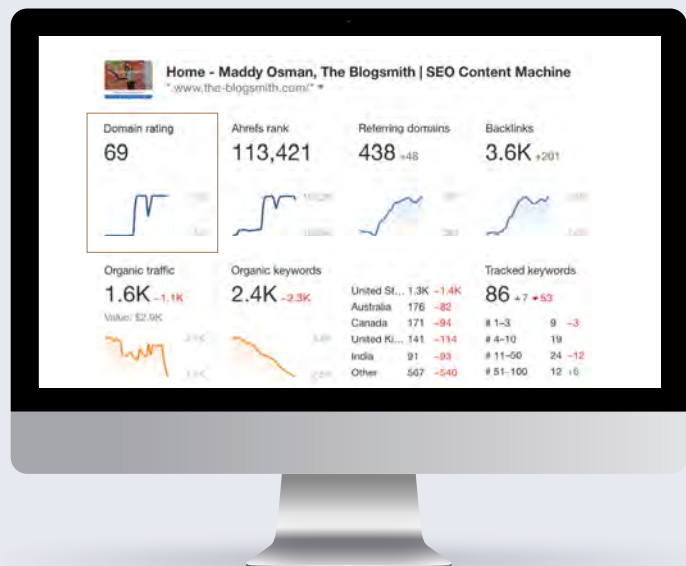 Home - Maddy Osman, The Blogsmith | SEO Content Machine
*.www.the-blogsmith.com/*
Domain rating
69
Ahrefs rank
113,421
Referring domains
438 +48
Backlinks
3.6K +201
Organic traffic
1.6K -1.1K
Value: $2.9K
Organic keywords
2.4K -2.3K
United St... 1.3K -1.4K
Australia 176 -82
Canada 171 -94
United Ki... 141 -114
India 91 -93
Other 567 -540
Tracked keywords
86 +7 53
# 1-3 9 -3
# 4-10 19
# 11-50 24 -12
# 51-100 12 +6